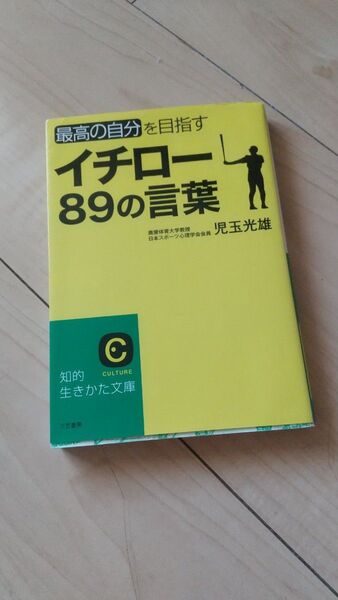 最高の自分を目指す
イチロー
89の言葉
鹿屋体育大学教授
日本スポーツ心理学会会員
児玉光雄
CULTURE
知的
生きかた文庫
三笠書房